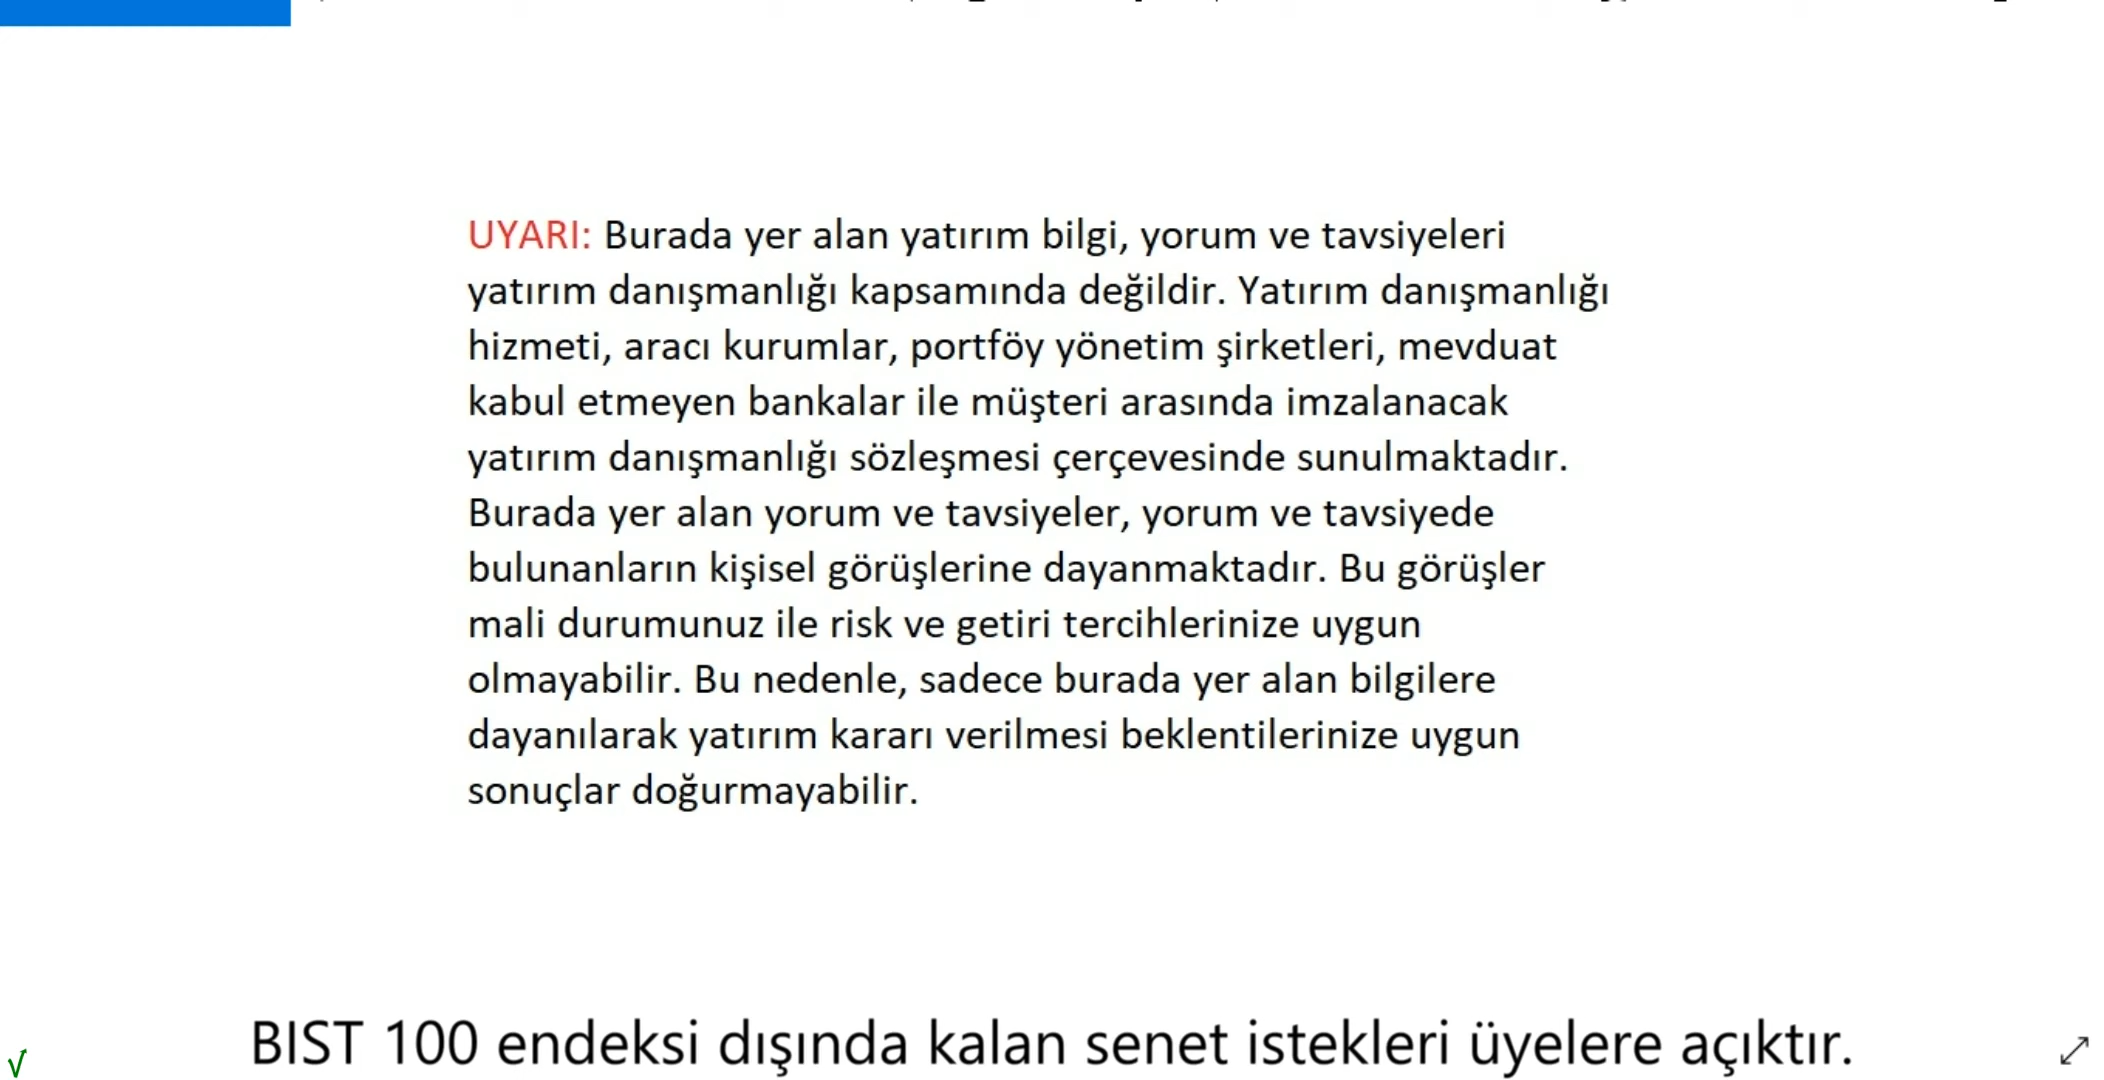 UYARI: Burada yer alan yatırım bilgi, yorum ve tavsiyeleri
yatırım danışmanlığı kapsamında değildir. Yatırım danışmanlığı
hizmeti, aracı kurumlar, portföy yönetim şirketleri, mevduat
kabul etmeyen bankalar ile müşteri arasında imzalanacak
yatırım danışmanlığı sözleşmesi çerçevesinde sunulmaktadır.
Burada yer alan yorum ve tavsiyeler, yorum ve tavsiyede
bulunanların kişisel görüşlerine dayanmaktadır. Bu görüşler
mali durumunuz ile risk ve getiri tercihlerinize uygun
olmayabilir. Bu nedenle, sadece burada yer alan bilgilere
dayanılarak yatırım kararı verilmesi beklentilerinize uygun
sonuçlar doğurmayabilir.
BIST 100 endeksi dışında kalan senet istekleri üyelere açıktır.